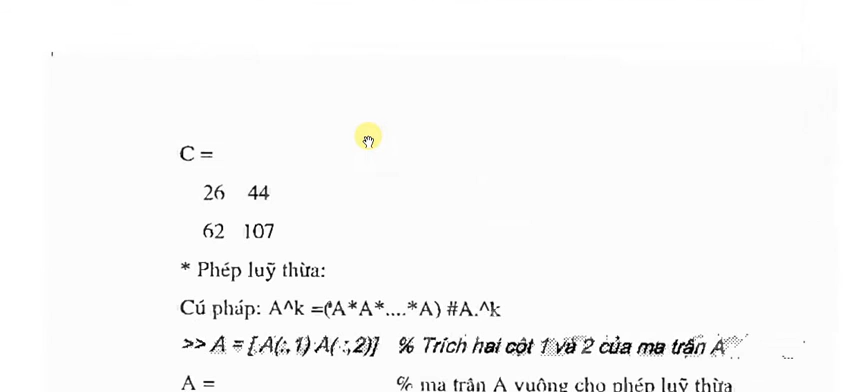 C =
26 44
62 107
* Phép luỹ thừa:
Cú pháp: A^k =(A*A*....*A) #A.^k
>> A = [ A(:, 1) A( :,2)] % Trích hai cột 1 và 2 của ma trận A
A = % ma trận A vuông cho phép luỹ thừa